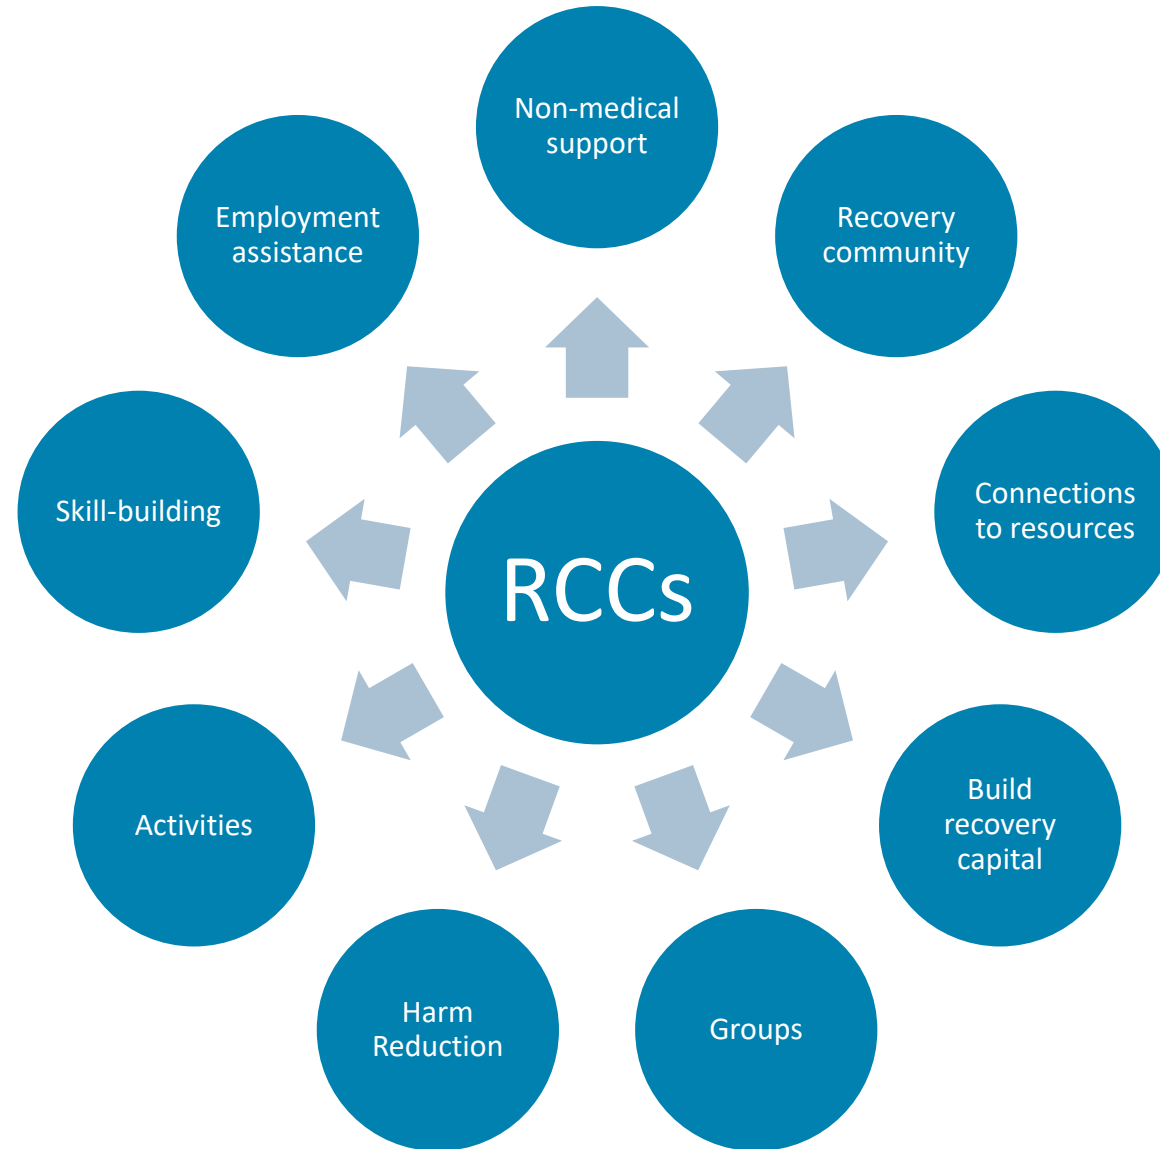 Non-medical
support
Recovery
community
Connections
to resources
Build
recovery
capital
Groups
Harm
Reduction
Activities
Skill-building
Employment
assistance
RCCs